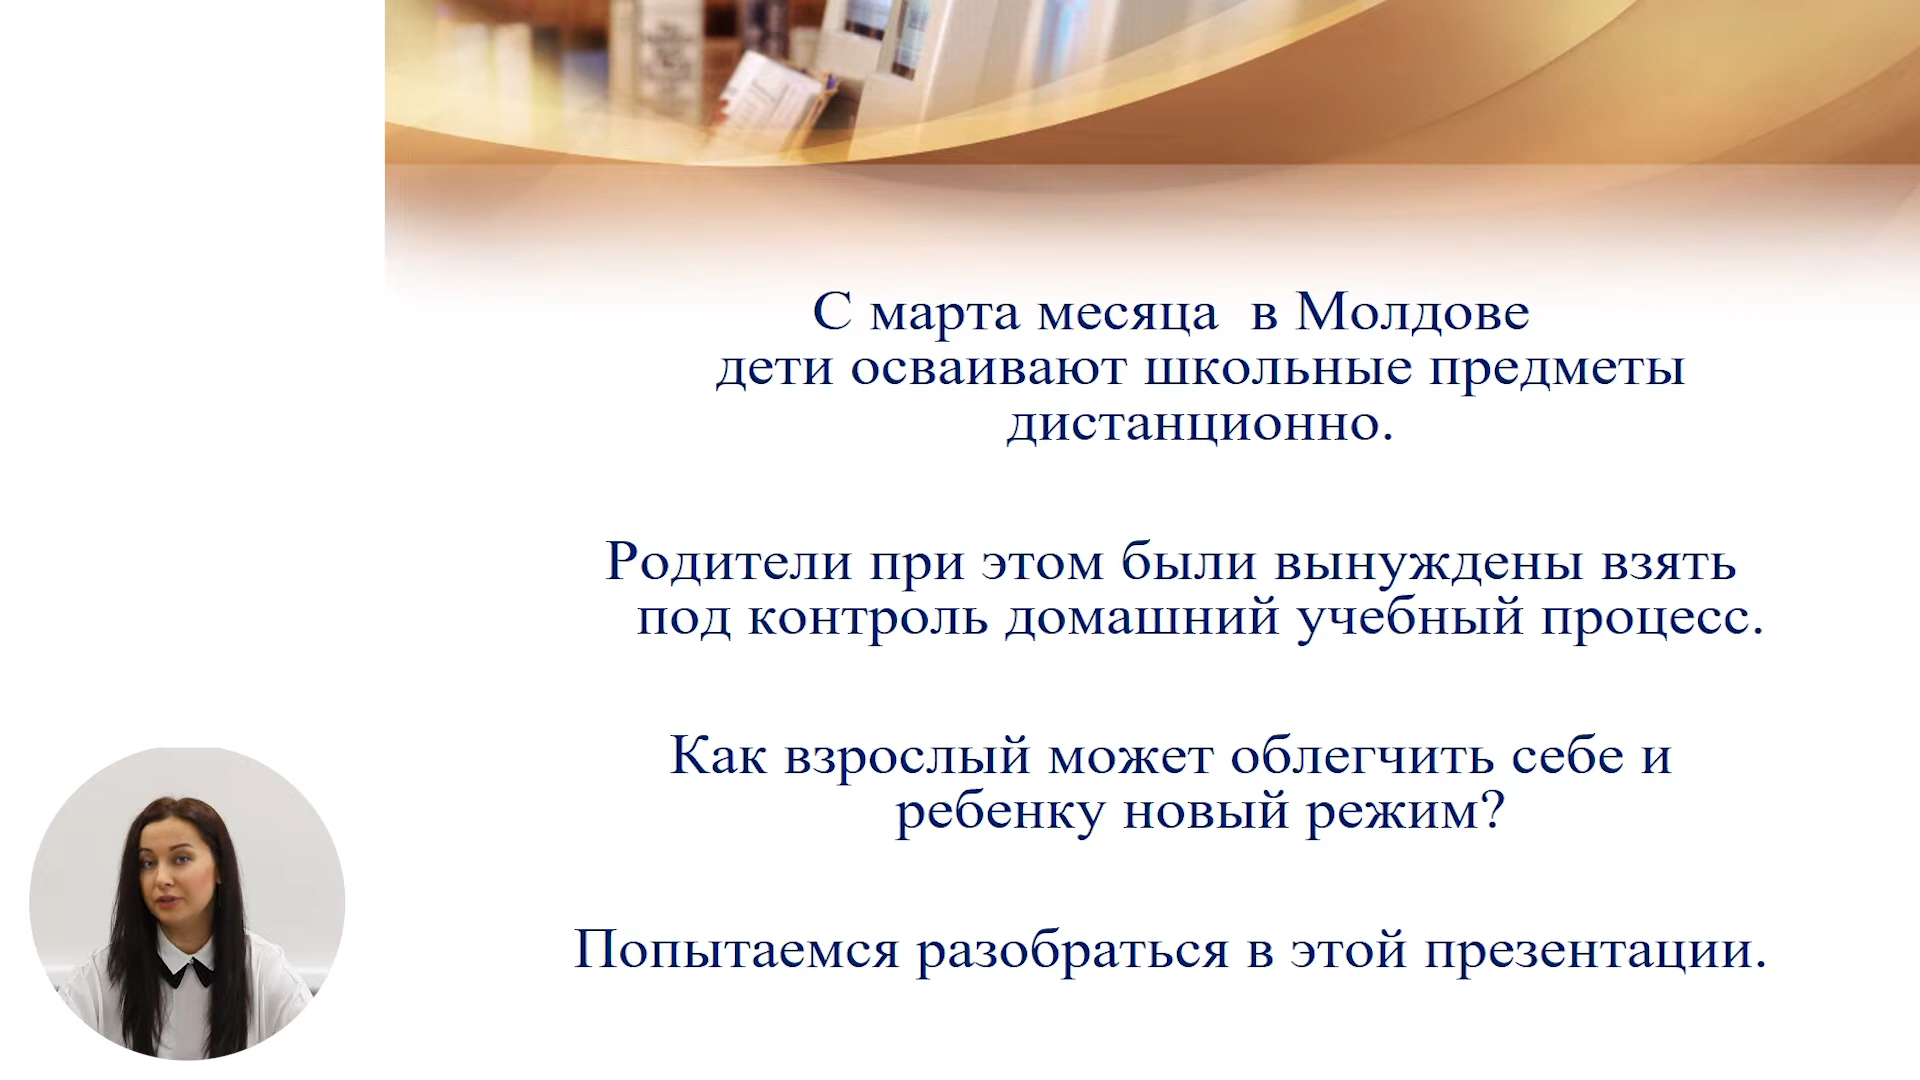 С марта месяца в Молдове
дети осваивают школьные предметы
дистанционно.
Родители при этом были вынуждены взять
под контроль домашний учебный процесс.
Как взрослый может облегчить себе и
ребенку новый режим?
Попытаемся разобраться в этой презентации.